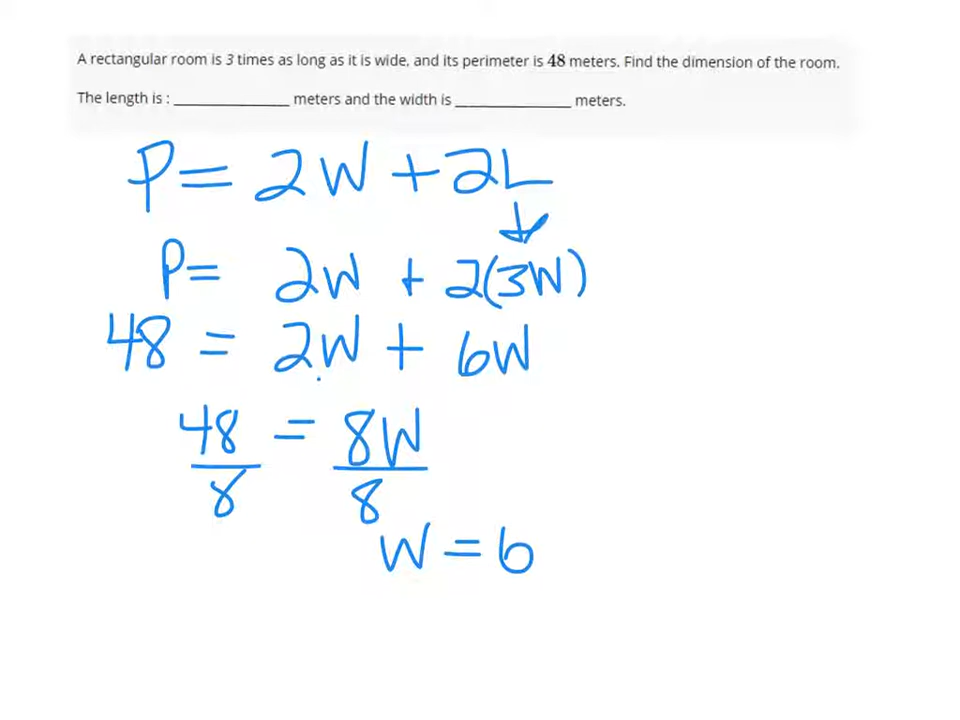 A rectangular room is 3 times as long as it is wide, and its perimeter is 48 meters. Find the dimension of the room.
The length is : ______________ meters and the width is ______________ meters.
P = 2W + 2L
P = 2W + 2(3W)
48 = 2W + 6W
48 = 8W
8 8
W = 6